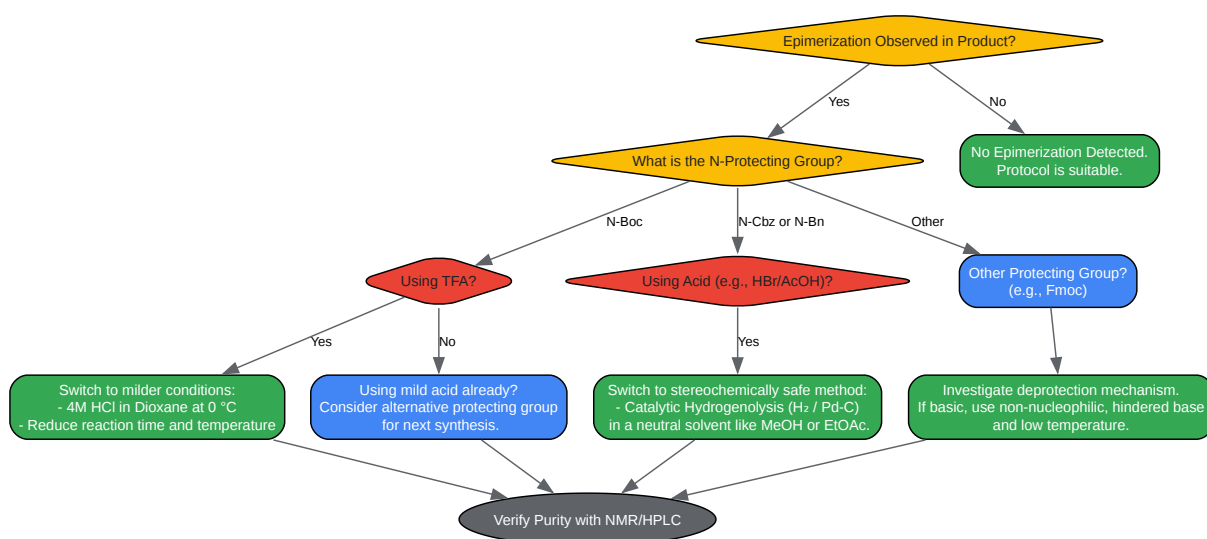 Epimerization Observed in Product?
Yes
No
What is the N-Protecting Group?
No Epimerization Detected.
Protocol is suitable.
N-Boc
N-Cbz or N-Bn
Other
Using TFA?
Using Acid (e.g., HBr/AcOH)?
Other Protecting Group?
(e.g., Fmoc)
Yes
No
Yes
Switch to milder conditions:
- 4M HCl in Dioxane at 0 °C
- Reduce reaction time and temperature
Using mild acid already?
Consider alternative protecting group
for next synthesis.
Switch to stereochemically safe method:
- Catalytic Hydrogenolysis (H₂ / Pd-C)
in a neutral solvent like MeOH or EtOAc.
Investigate deprotection mechanism.
If basic, use non-nucleophilic, hindered base
and low temperature.
Verify Purity with NMR/HPLC